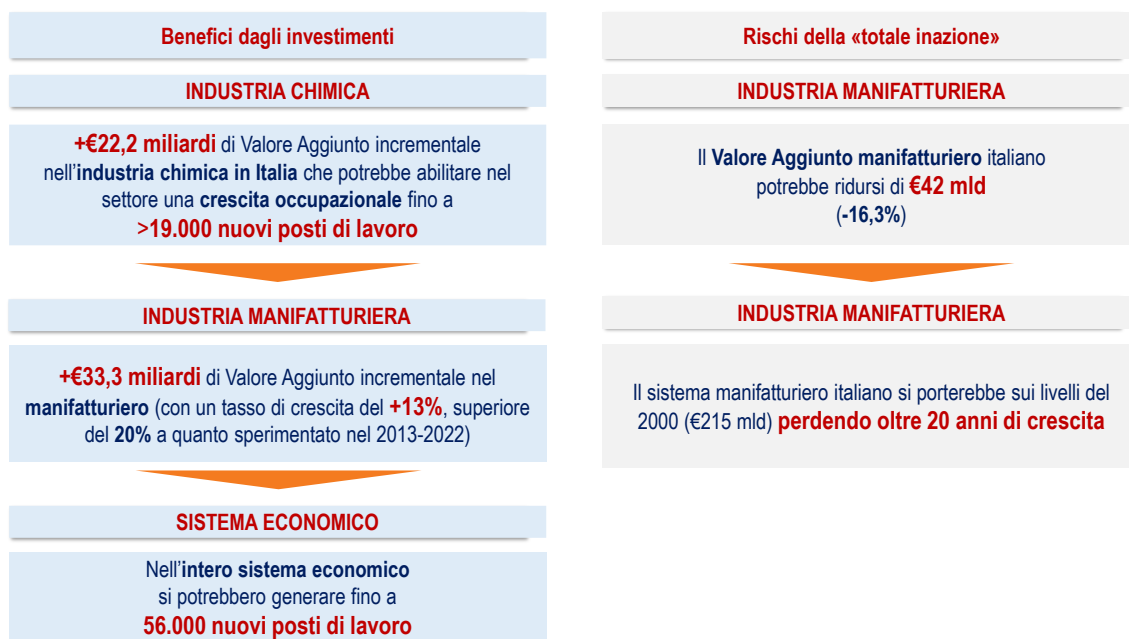 Benefici dagli investimenti
INDUSTRIA CHIMICA
+€22,2 miliardi di Valore Aggiunto incrementale
nell'industria chimica in Italia che potrebbe abilitare nel
settore una crescita occupazionale fino a
>19.000 nuovi posti di lavoro
INDUSTRIA MANIFATTURIERA
+€33,3 miliardi di Valore Aggiunto incrementale nel
manifatturiero (con un tasso di crescita del +13%, superiore
del 20% a quanto sperimentato nel 2013-2022)
SISTEMA ECONOMICO
Nell'intero sistema economico
si potrebbero generare fino a
56.000 nuovi posti di lavoro
Rischi della «totale inazione»
INDUSTRIA MANIFATTURIERA
Il Valore Aggiunto manifatturiero italiano
potrebbe ridursi di €42 mld
(-16,3%)
INDUSTRIA MANIFATTURIERA
Il sistema manifatturiero italiano si porterebbe sui livelli del
2000 (€215 mld) perdendo oltre 20 anni di crescita